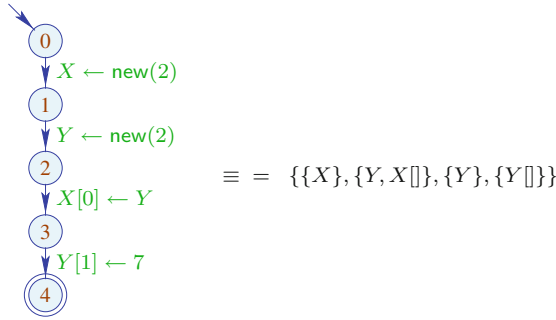 0
X ← new(2)
1
Y ← new(2)
2
≡ = {{X}, {Y, X[]}, {Y}, {Y[]}}
X[0] ← Y
3
Y[1] ← 7
4